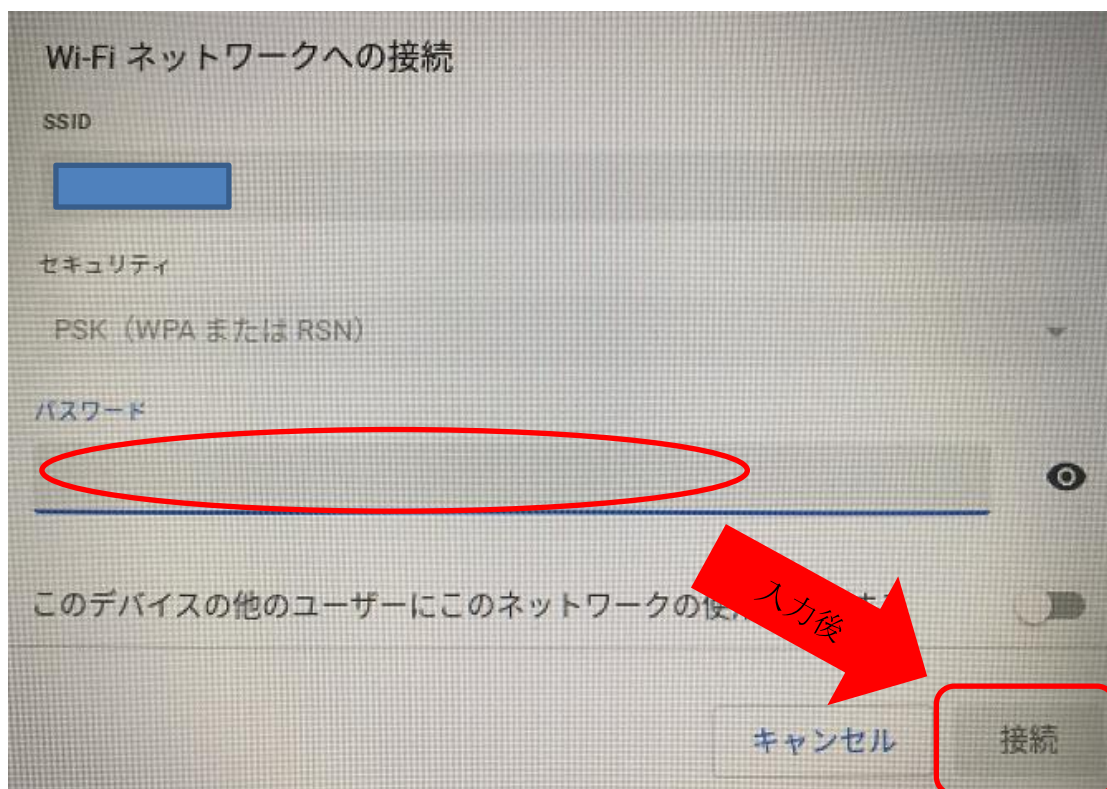 Wi-Fi ネットワークへの接続
SSID
セキュリティ
PSK（WPA または RSN）
パスワード
このデバイスの他のユーザーにこのネットワークの使
入力後
キャンセル
接続